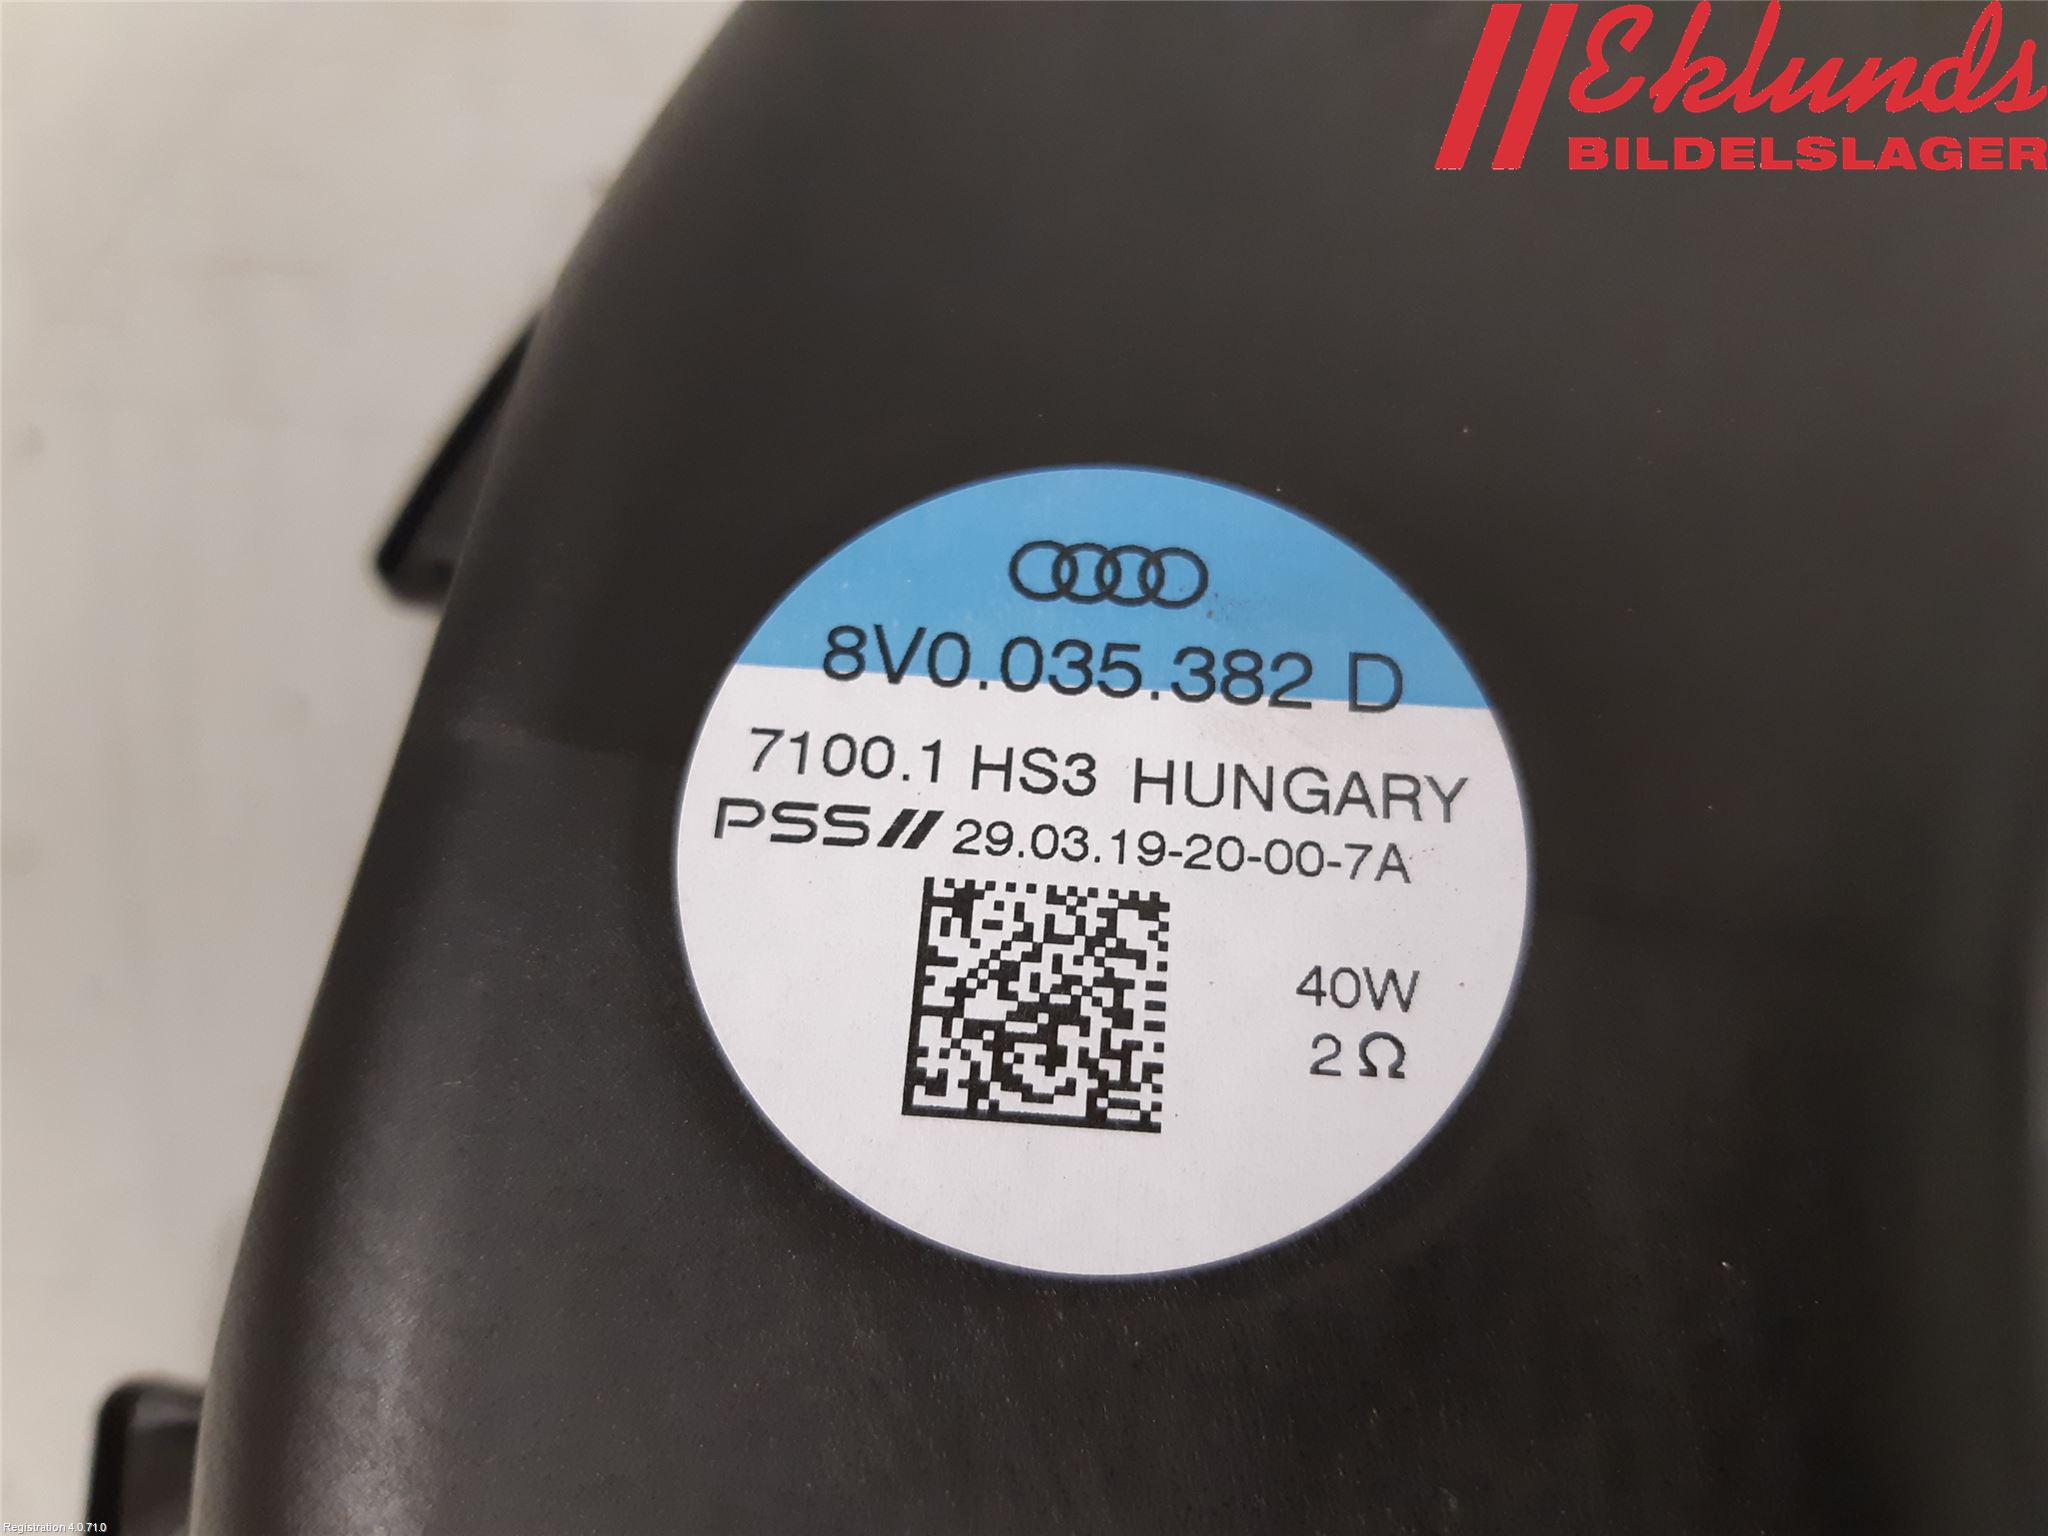 Eklunds
BILDELSLAGER
8V0.035.382 D
7100.1 HS3 HUNGARY
PSS 29.03.19-20-00-7A
40W
2 Ω
Registration 4.0.71.0